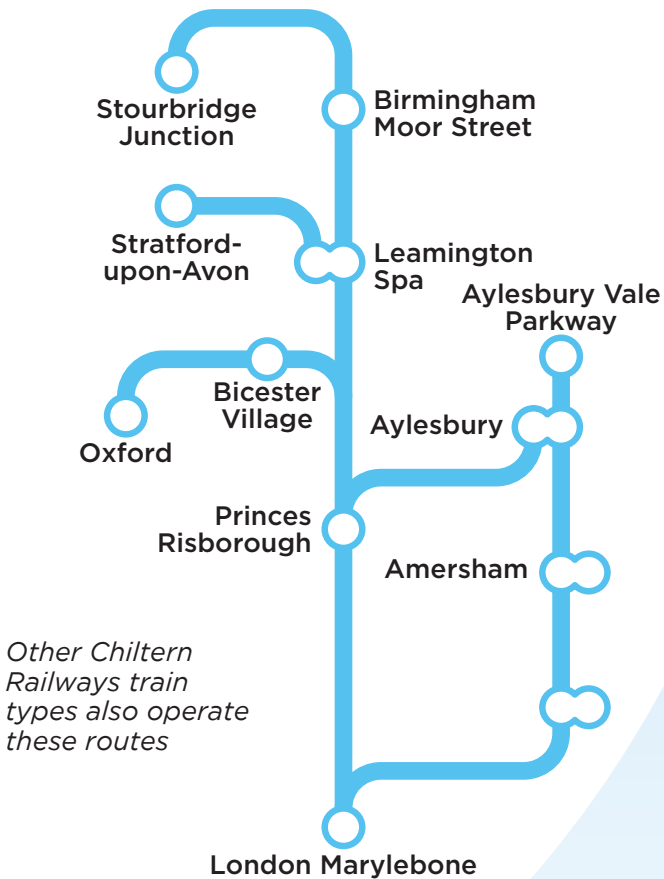 Stourbridge
Junction
Birmingham
Moor Street
Stratford-
upon-Avon
Leamington
Spa
Aylesbury Vale
Parkway
Bicester
Village
Oxford
Aylesbury
Princes
Risborough
Amersham
Other Chiltern
Railways train
types also operate
these routes
London Marylebone